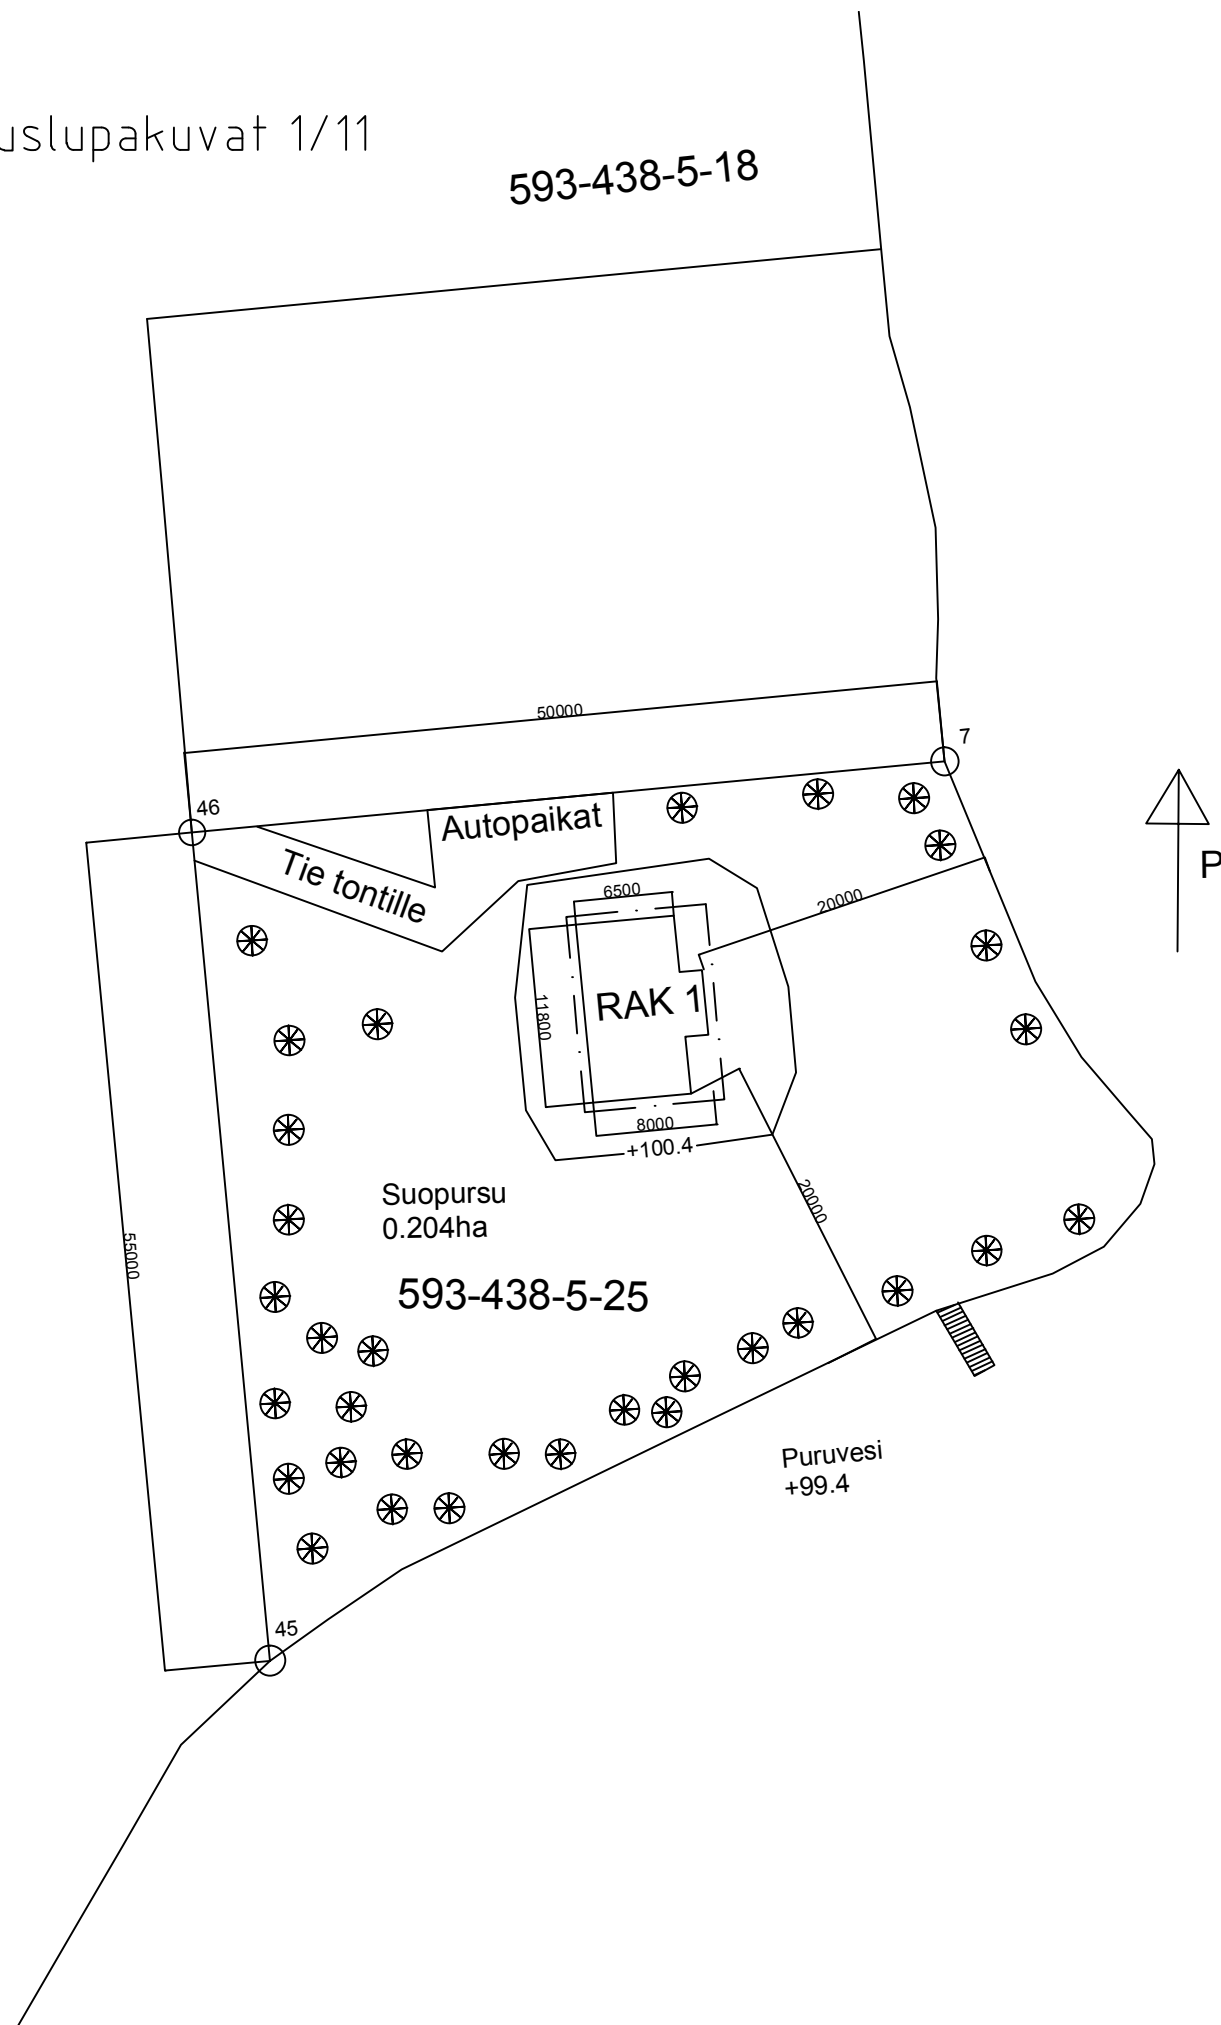 uslupakuvat 1/11
593-438-5-18
50000
7
46
Autopaikat
Tie tontille
P
6500
20000
11800
RAK 1
8000
+100.4
20000
Suopursu
0.204ha
55000
593-438-5-25
Puruvesi
+99.4
45